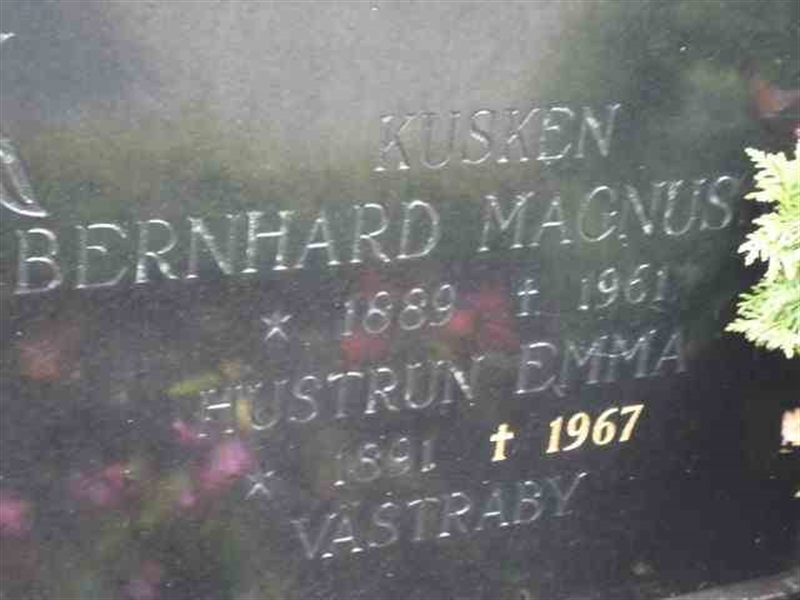 KUSKEN
BERNHARD MAGNUS
* 1889 † 1961
HUSTRUN EMMA
* 1891 † 1967
VÄSTRABY